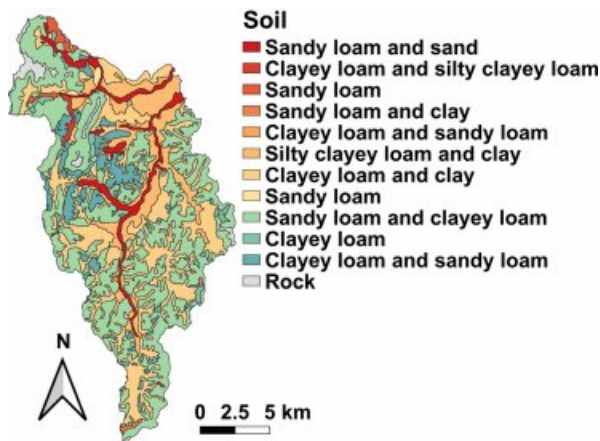 Soil
Sandy loam and sand
Clayey loam and silty clayey loam
Sandy loam
Sandy loam and clay
Clayey loam and sandy loam
Silty clayey loam and clay
Clayey loam and clay
Sandy loam
Sandy loam and clayey loam
Clayey loam
Clayey loam and sandy loam
Rock
N
0 2.5 5 km